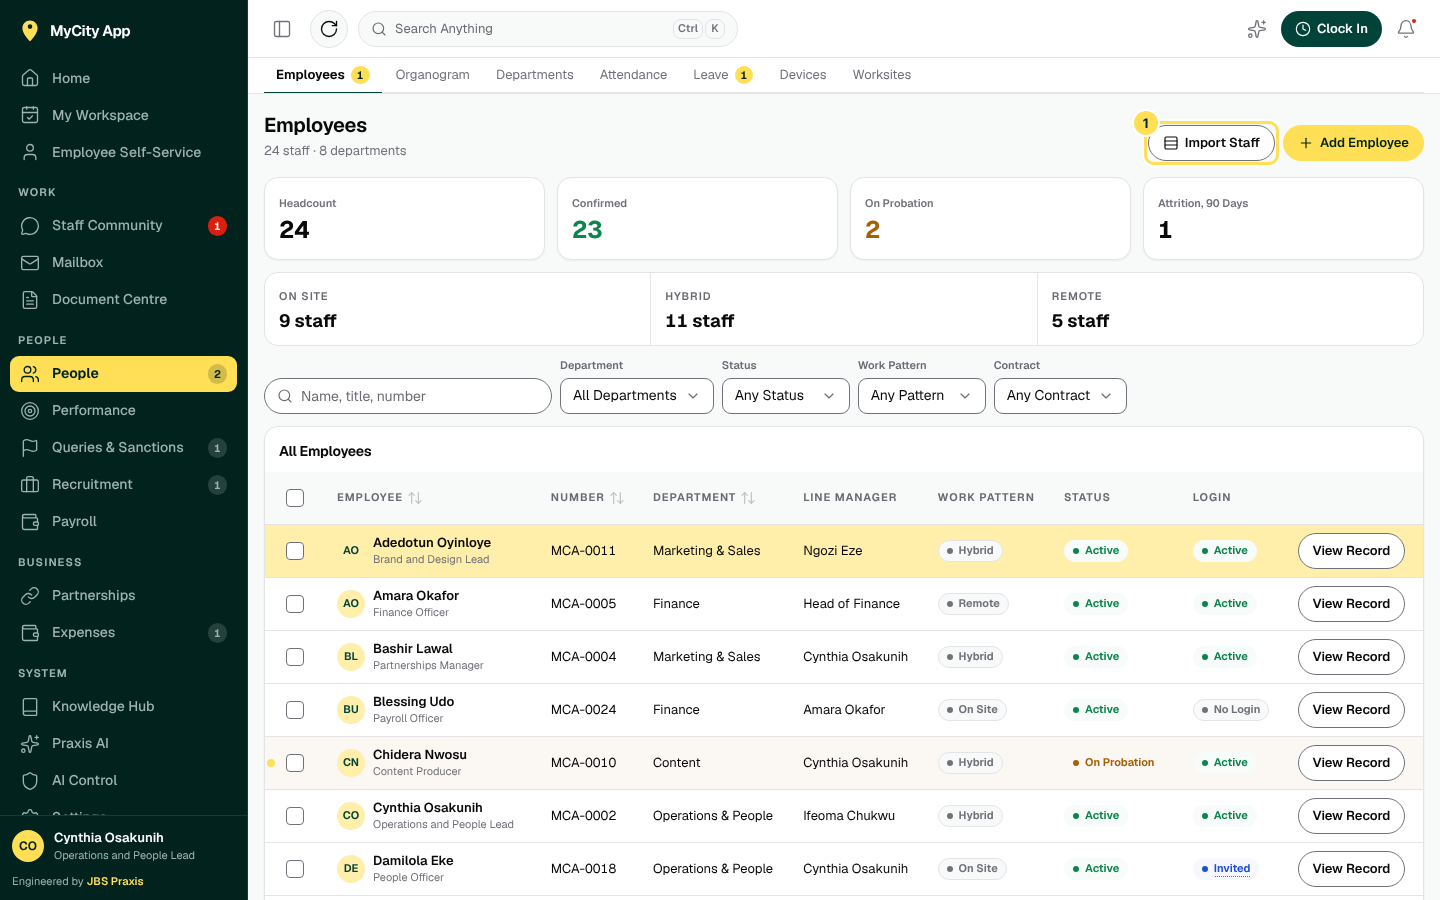 MyCity App
Home
My Workspace
Employee Self-Service
WORK
Staff Community 1
Mailbox
Document Centre
PEOPLE
People 2
Performance
Queries & Sanctions 1
Recruitment 1
Payroll
BUSINESS
Partnerships
Expenses 1
SYSTEM
Knowledge Hub
Praxis AI
AI Control
CO
Cynthia Osakunih
Operations and People Lead
Engineered by JBS Praxis
Search Anything Ctrl K
Clock In
Employees 1 Organogram Departments Attendance Leave 1 Devices Worksites
Employees
24 staff · 8 departments
1
Import Staff
Add Employee
Headcount
24
Confirmed
23
On Probation
2
Attrition, 90 Days
1
ON SITE
9 staff
HYBRID
11 staff
REMOTE
5 staff
Name, title, number
Department
All Departments
Status
Any Status
Work Pattern
Any Pattern
Contract
Any Contract
All Employees
EMPLOYEE NUMBER DEPARTMENT LINE MANAGER WORK PATTERN STATUS LOGIN
AO Adedotun Oyinloye MCA-0011 Marketing & Sales Ngozi Eze Hybrid Active Active View Record
Brand and Design Lead
AO Amara Okafor MCA-0005 Finance Head of Finance Remote Active Active View Record
Finance Officer
BL Bashir Lawal MCA-0004 Marketing & Sales Cynthia Osakunih Hybrid Active Active View Record
Partnerships Manager
BU Blessing Udo MCA-0024 Finance Amara Okafor On Site Active No Login View Record
Payroll Officer
CN Chidera Nwosu MCA-0010 Content Cynthia Osakunih Hybrid On Probation Active View Record
Content Producer
CO Cynthia Osakunih MCA-0002 Operations & People Ifeoma Chukwu Hybrid Active Active View Record
Operations and People Lead
DE Damilola Eke MCA-0018 Operations & People Cynthia Osakunih On Site Active Invited View Record
People Officer